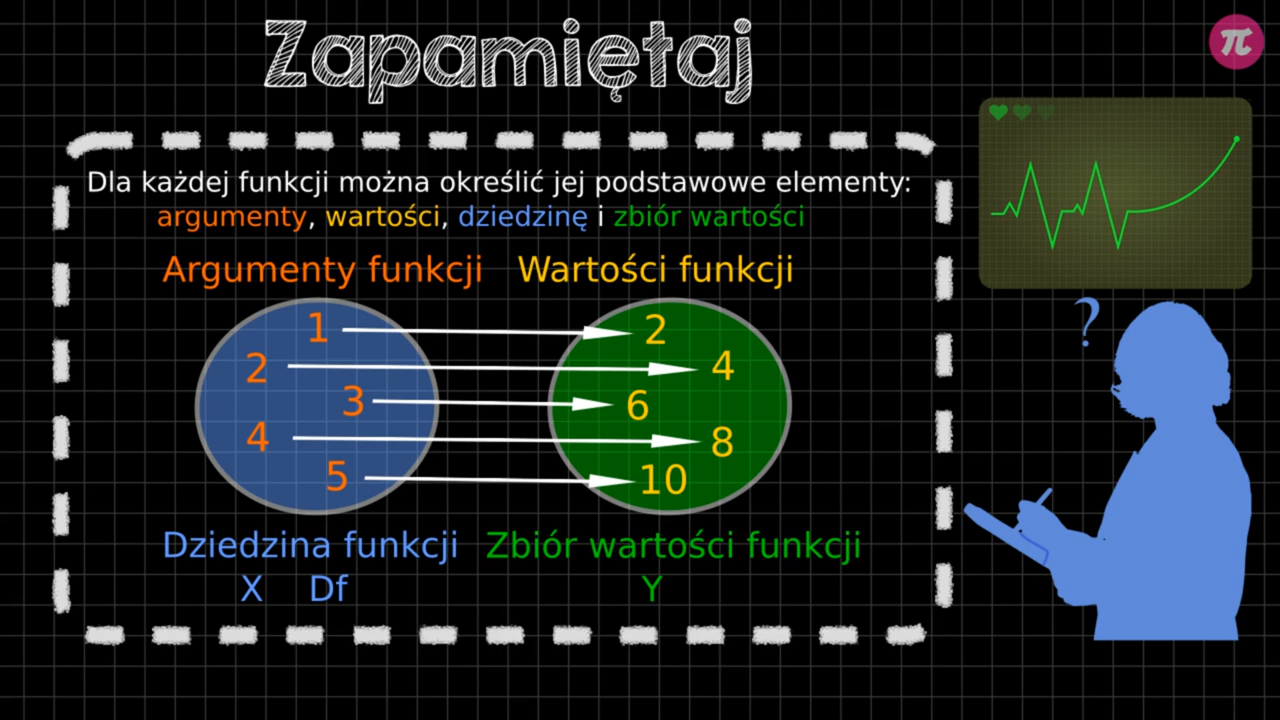 Zapamiętaj
π
Dla każdej funkcji można określić jej podstawowe elementy:
argumenty, wartości, dziedzinę i zbiór wartości
Argumenty funkcji Wartości funkcji
1 2
2 4
3 6
4 8
5 10
?
Dziedzina funkcji Zbiór wartości funkcji
X Df Y